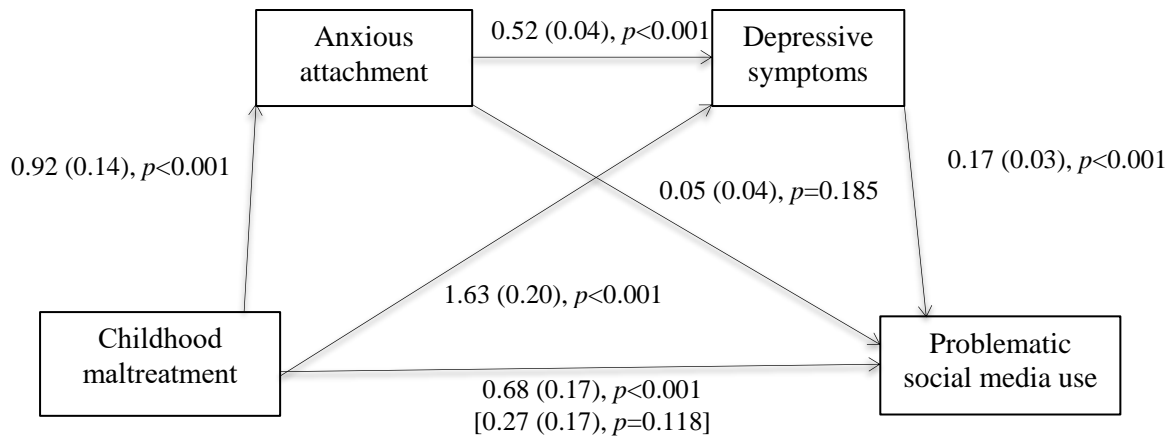 Anxious
attachment
0.52 (0.04), p<0.001
Depressive
symptoms
0.92 (0.14), p<0.001
0.17 (0.03), p<0.001
0.05 (0.04), p=0.185
1.63 (0.20), p<0.001
Childhood
maltreatment
Problematic
social media use
0.68 (0.17), p<0.001
[0.27 (0.17), p=0.118]